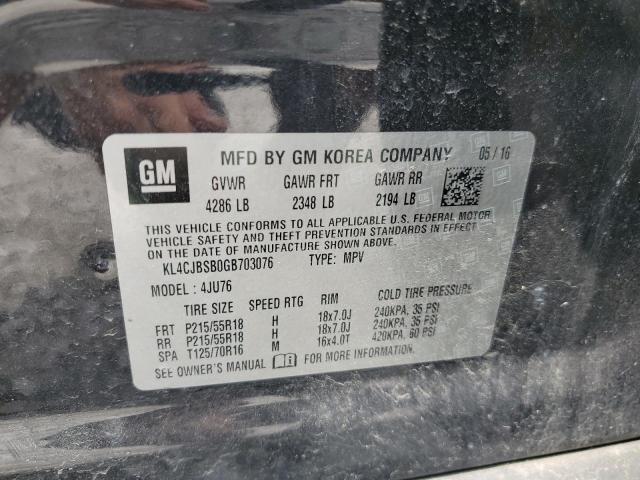 GM MFD BY GM KOREA COMPANY 05 / 16
GVWR GAWR FRT GAWR RR
4286 LB 2348 LB 2194 LB
THIS VEHICLE CONFORMS TO ALL APPLICABLE U.S. FEDERAL MOTOR
VEHICLE SAFETY AND THEFT PREVENTION STANDARDS IN EFFECT
ON THE DATE OF MANUFACTURE SHOWN ABOVE.
KL4CJBSB0GB703076 TYPE: MPV
MODEL : 4JU76
TIRE SIZE SPEED RTG RIM COLD TIRE PRESSURE
FRT P215/55R18 H 18x7.0J 240KPA, 35 PSI
RR P215/55R18 H 18x7.0J 240KPA, 35 PSI
SPA T125/70R16 M 16x4.0T 420KPA, 60 PSI
SEE OWNER'S MANUAL FOR MORE INFORMATION.